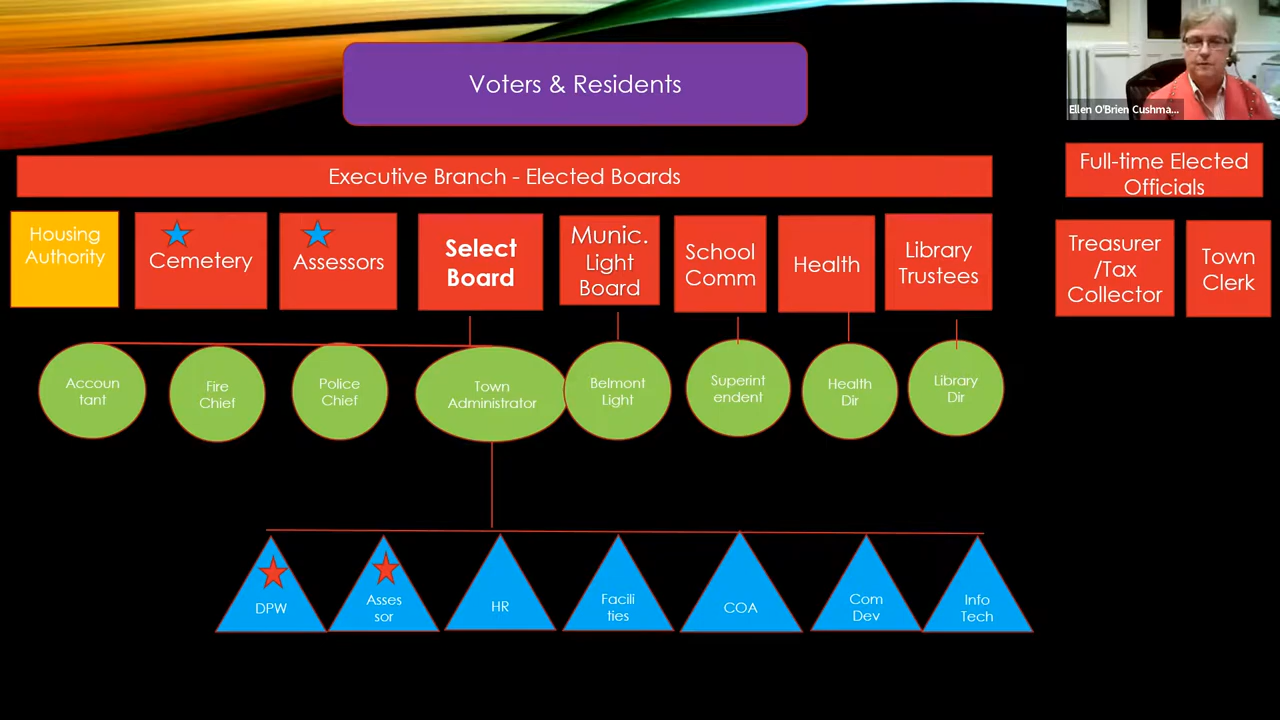 Voters & Residents
Ellen O'Brien Cushma...
Executive Branch - Elected Boards
Full-time Elected
Officials
Housing
Authority
Cemetery
Assessors
Select
Board
Munic.
Light
Board
School
Comm
Health
Library
Trustees
Treasurer
/Tax
Collector
Town
Clerk
Accoun
tant
Fire
Chief
Police
Chief
Town
Administrator
Belmont
Light
Superint
endent
Health
Dir
Library
Dir
DPW
Asses
sor
HR
Facili
ties
COA
Com
Dev
Info
Tech